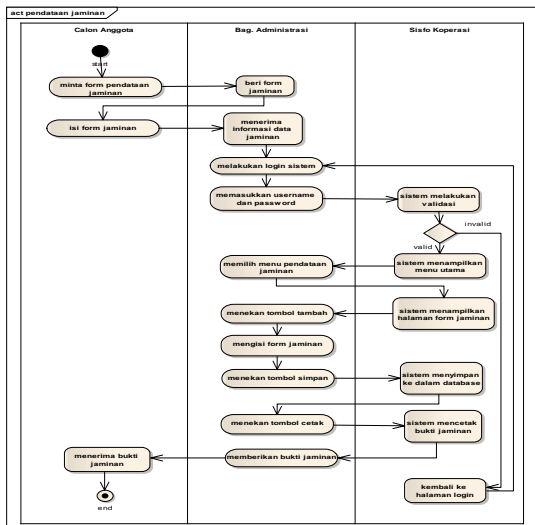 act pendataan jaminan
Calon Anggota
Bag. Administrasi
Sisfo Koperasi
start
minta form pendataan
jaminan
beri form
jaminan
isi form jaminan
menerima
informasi data
jaminan
melakukan login sistem
memasukkan username
dan password
sistem melakukan
validasi
invalid
valid
sistem menampilkan
menu utama
memilih menu pendataan
jaminan
sistem menampilkan
halaman form jaminan
menekan tombol tambah
mengisi form jaminan
menekan tombol simpan
sistem menyimpan
ke dalam database
menekan tombol cetak
sistem mencetak
bukti jaminan
memberikan bukti jaminan
menerima bukti
jaminan
end
kembali ke
halaman login